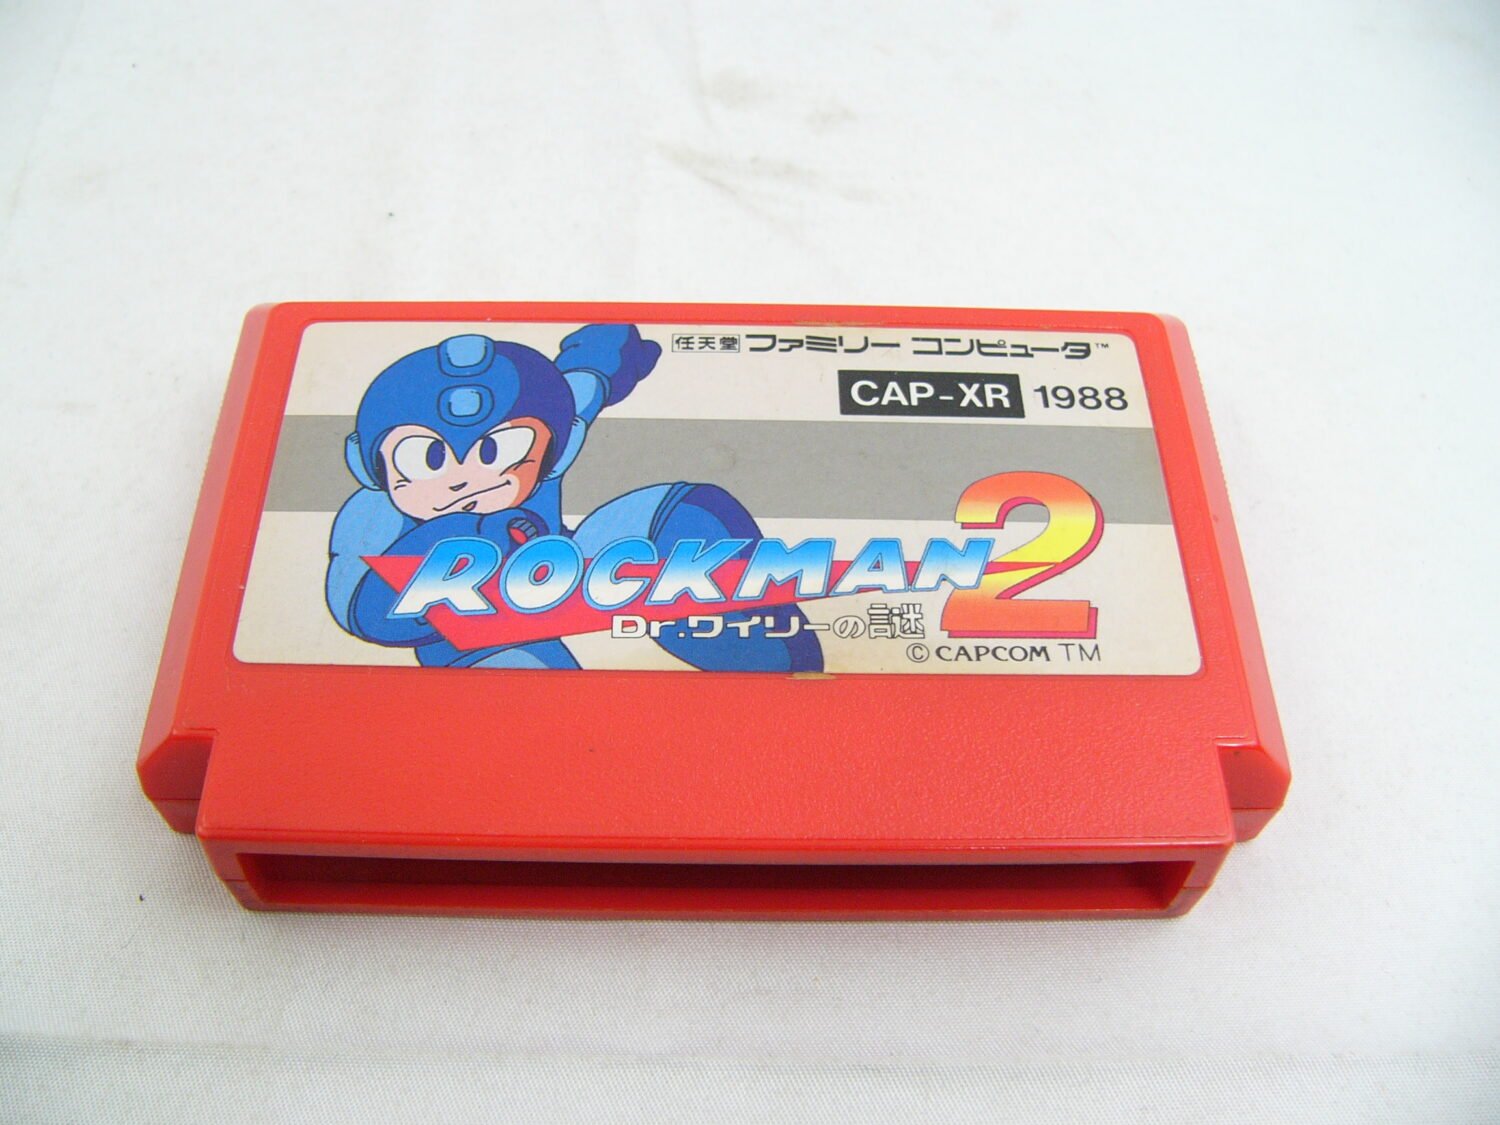 任天堂 ファミリー コンピュータ™
CAP-XR 1988
ROCKMAN 2
Dr.ワイリーの謎
© CAPCOM TM